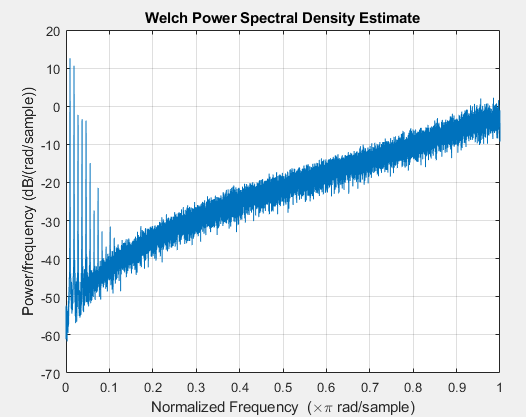 Welch Power Spectral Density Estimate
20
10
0
-10
-20
-30
-40
-50
-60
-70
Power/frequency (dB/(rad/sample))
0 0.1 0.2 0.3 0.4 0.5 0.6 0.7 0.8 0.9 1
Normalized Frequency (×π rad/sample)